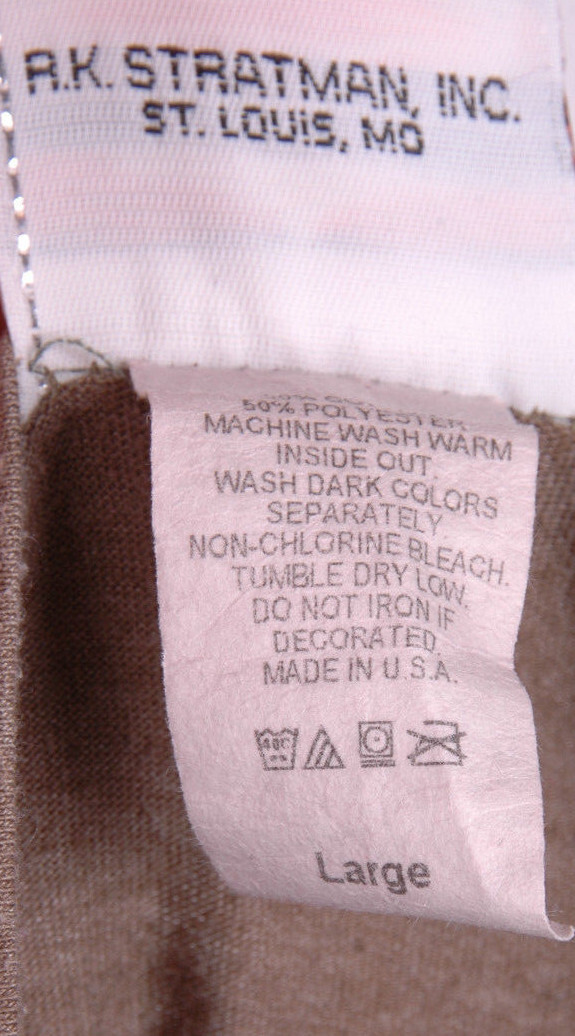 R.K. STRATMAN, INC.
ST. LOUIS, MO
50% POLYESTER
MACHINE WASH WARM
INSIDE OUT.
WASH DARK COLORS
SEPARATELY.
NON-CHLORINE BLEACH.
TUMBLE DRY LOW.
DO NOT IRON IF
DECORATED.
MADE IN U.S.A.
40C
Large